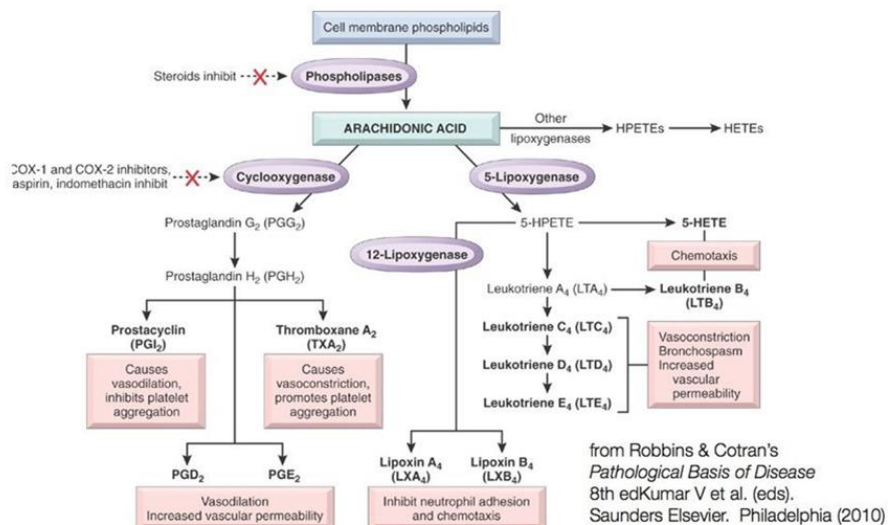 Cell membrane phospholipids
Steroids inhibit
Phospholipases
ARACHIDONIC ACID
Other
lipoxygenases
HPETEs
HETEs
COX-1 and COX-2 inhibitors,
aspirin, indomethacin inhibit
Cyclooxygenase
5-Lipoxygenase
Prostaglandin G₂ (PGG₂)
5-HPETE
5-HETE
12-Lipoxygenase
Chemotaxis
Prostaglandin H₂ (PGH₂)
Leukotriene A₄ (LTA₄)
Leukotriene B₄
(LTB₄)
Prostacyclin
(PGI₂)
Thromboxane A₂
(TXA₂)
Leukotriene C₄ (LTC₄)
Leukotriene D₄ (LTD₄)
Leukotriene E₄ (LTE₄)
Vasoconstriction
Bronchospasm
Increased
vascular
permeability
Causes
vasodilation,
inhibits platelet
aggregation
Causes
vasoconstriction,
promotes platelet
aggregation
PGD₂
PGE₂
Lipoxin A₄
(LXA₄)
Lipoxin B₄
(LXB₄)
Vasodilation
Increased vascular permeability
Inhibit neutrophil adhesion
and chemotaxis
from Robbins & Cotran's
Pathological Basis of Disease
8th edKumar V et al. (eds).
Saunders Elsevier. Philadelphia (2010)